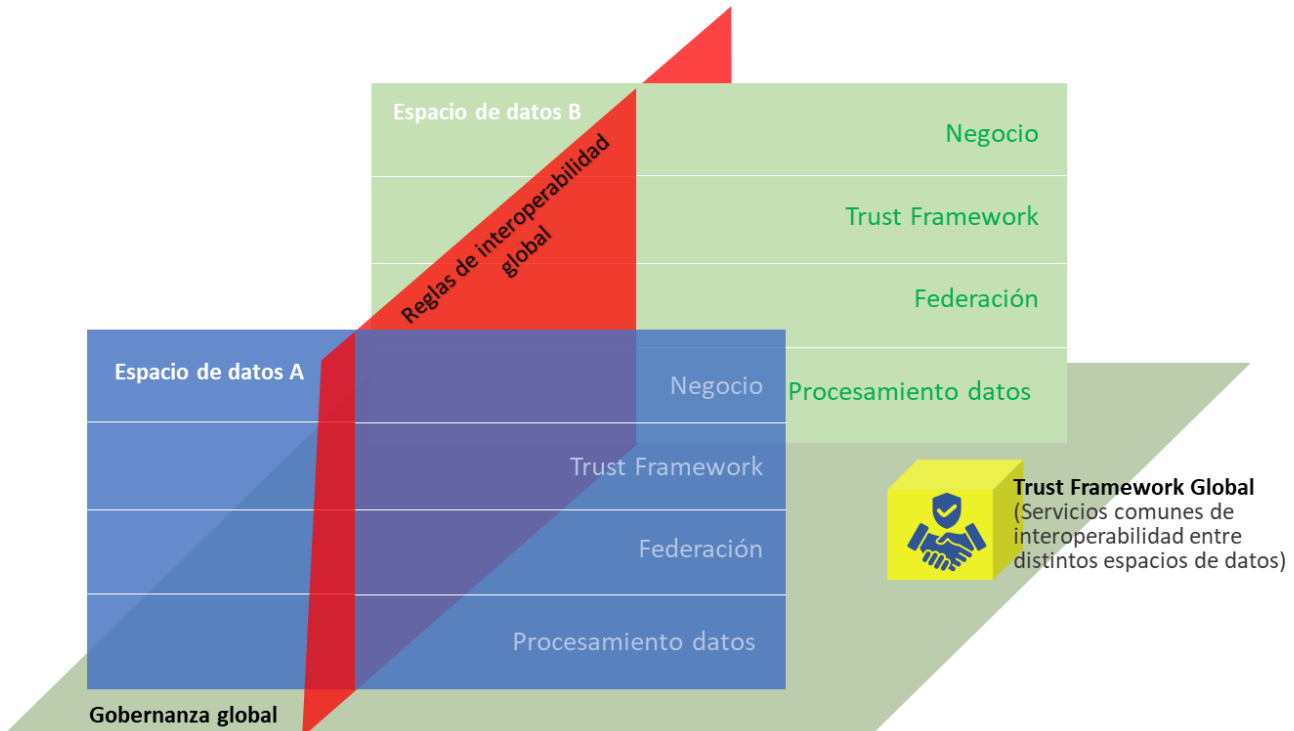 Espacio de datos B
Negocio
Trust Framework
Federación
Procesamiento datos
Reglas de interoperabilidad
global
Espacio de datos A
Negocio
Trust Framework
Federación
Procesamiento datos
Trust Framework Global
(Servicios comunes de
interoperabilidad entre
distintos espacios de datos)
Gobernanza global